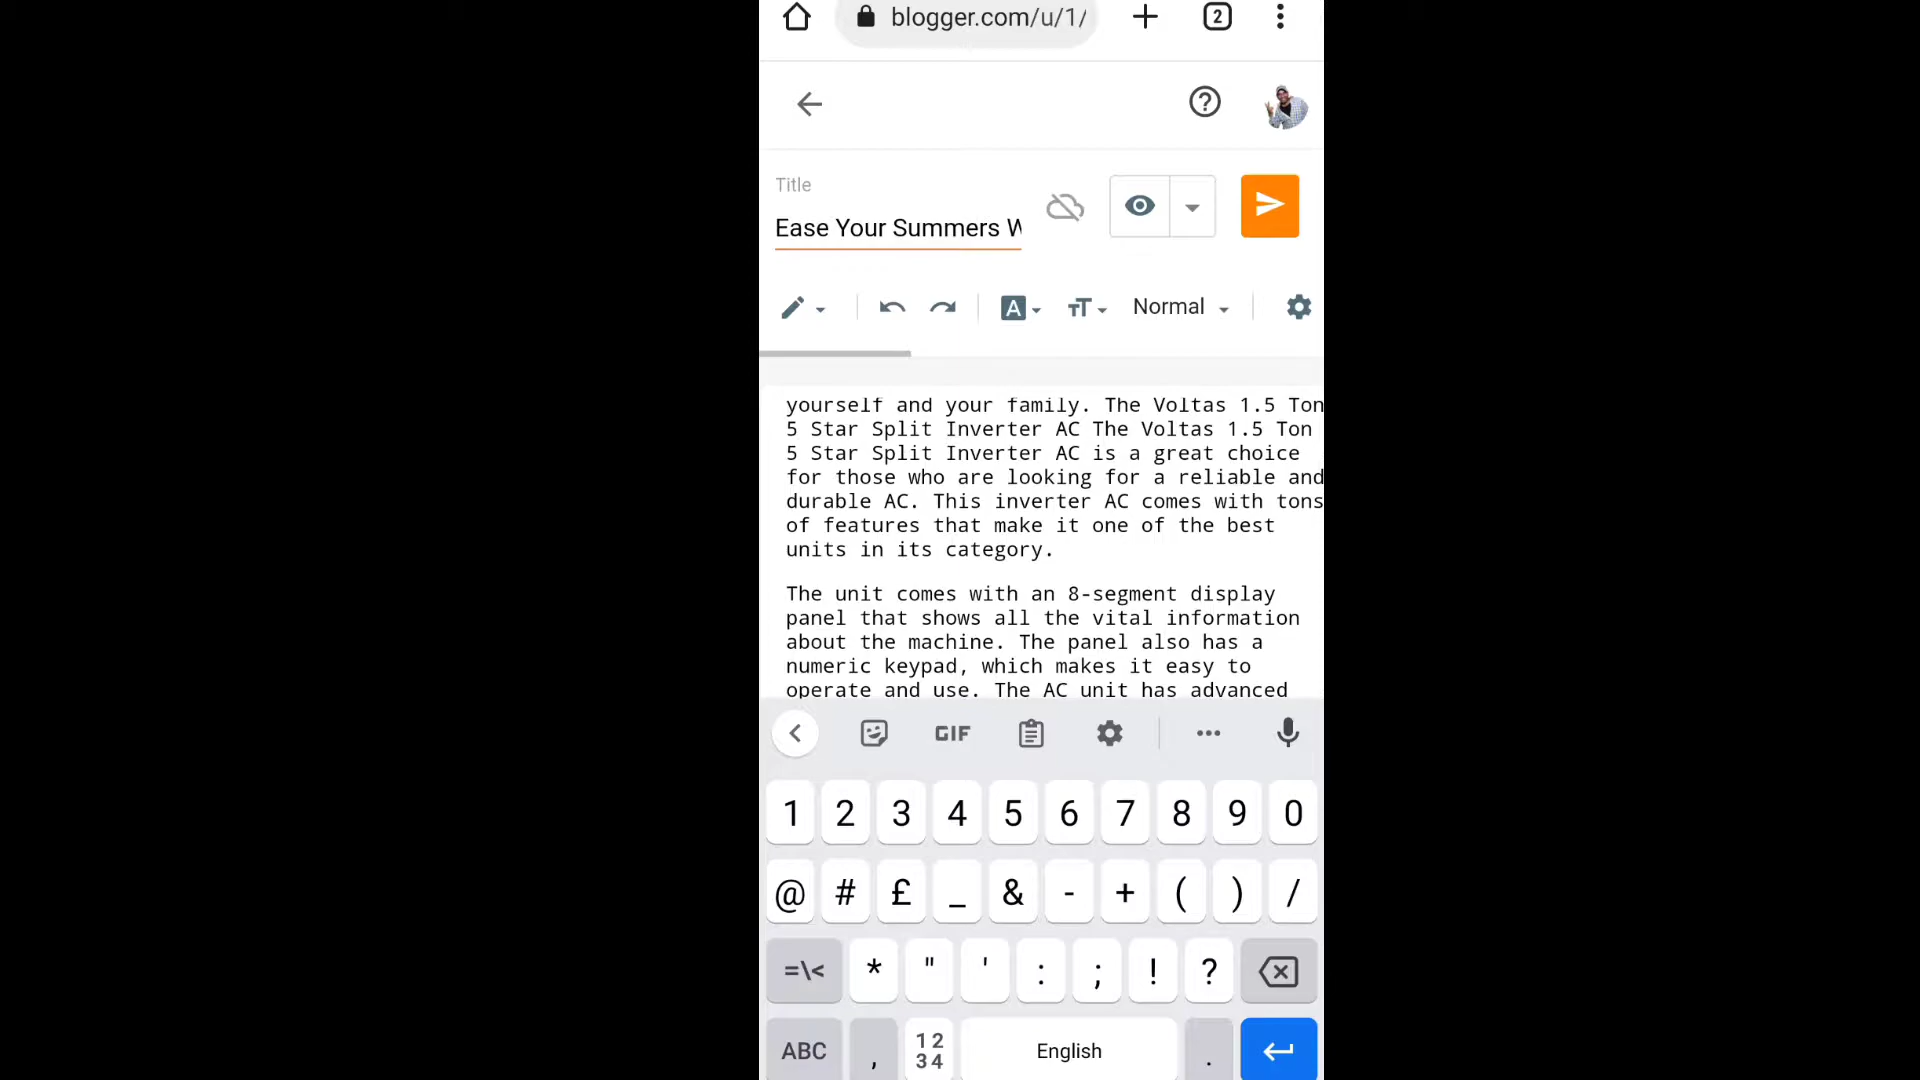 blogger.com/u/1/
2
Title
Ease Your Summers W
A
Normal
yourself and your family. The Voltas 1.5 Ton
5 Star Split Inverter AC The Voltas 1.5 Ton
5 Star Split Inverter AC is a great choice
for those who are looking for a reliable and
durable AC. This inverter AC comes with tons
of features that make it one of the best
units in its category.
The unit comes with an 8-segment display
panel that shows all the vital information
about the machine. The panel also has a
numeric keypad, which makes it easy to
operate and use. The AC unit has advanced
GIF
1 2 3 4 5 6 7 8 9 0
@ # £ _ & - + ( ) /
=\< * " ' : ; ! ?
ABC , 1234 English .